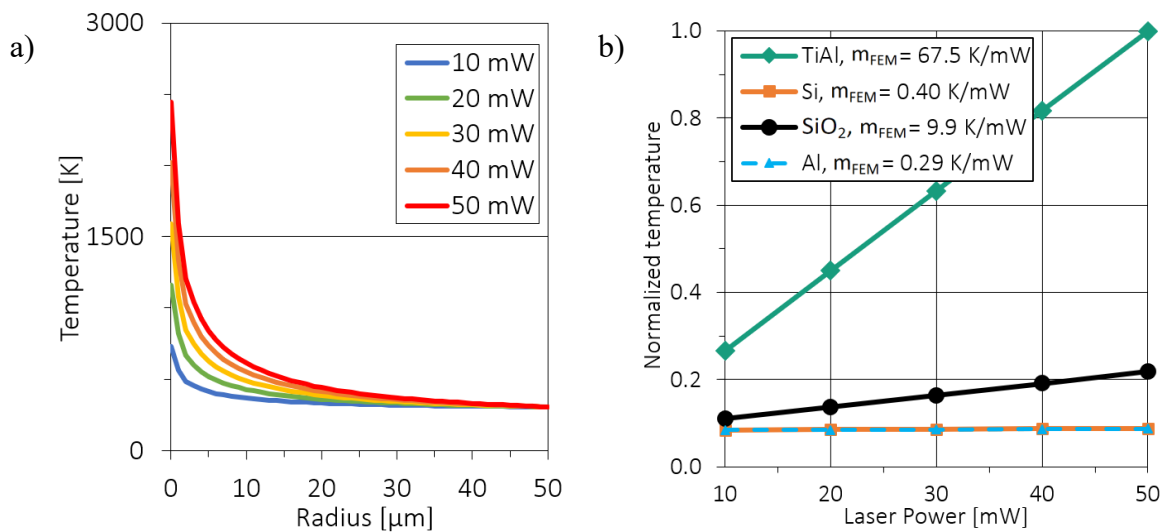 a)
Temperature [K]
3000
1500
0
10 mW
20 mW
30 mW
40 mW
50 mW
0 10 20 30 40 50
Radius [µm]
b)
Normalized temperature
1.0
0.8
0.6
0.4
0.2
0.0
TiAl, mFEM = 67.5 K/mW
Si, mFEM = 0.40 K/mW
SiO₂, mFEM = 9.9 K/mW
Al, mFEM = 0.29 K/mW
10 20 30 40 50
Laser Power [mW]